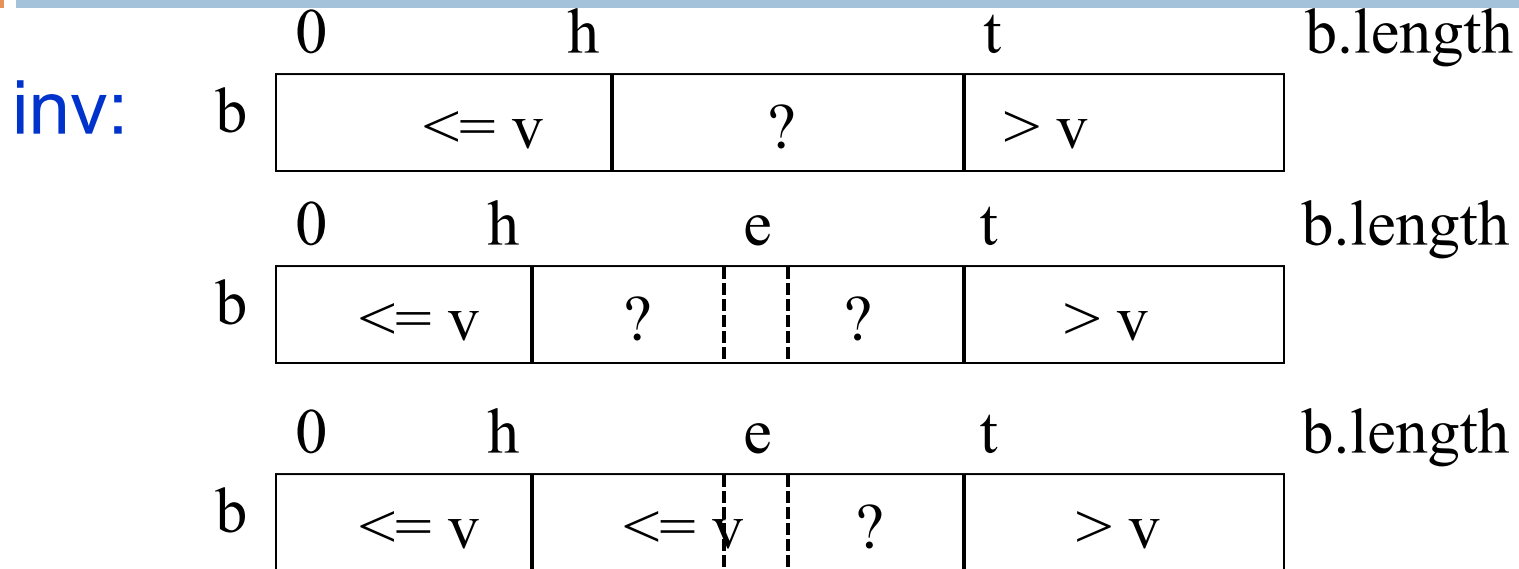 0 h t b.length
inv: b <= v ? > v
0 h e t b.length
b <= v ? ? > v
0 h e t b.length
b <= v <= v ? > v